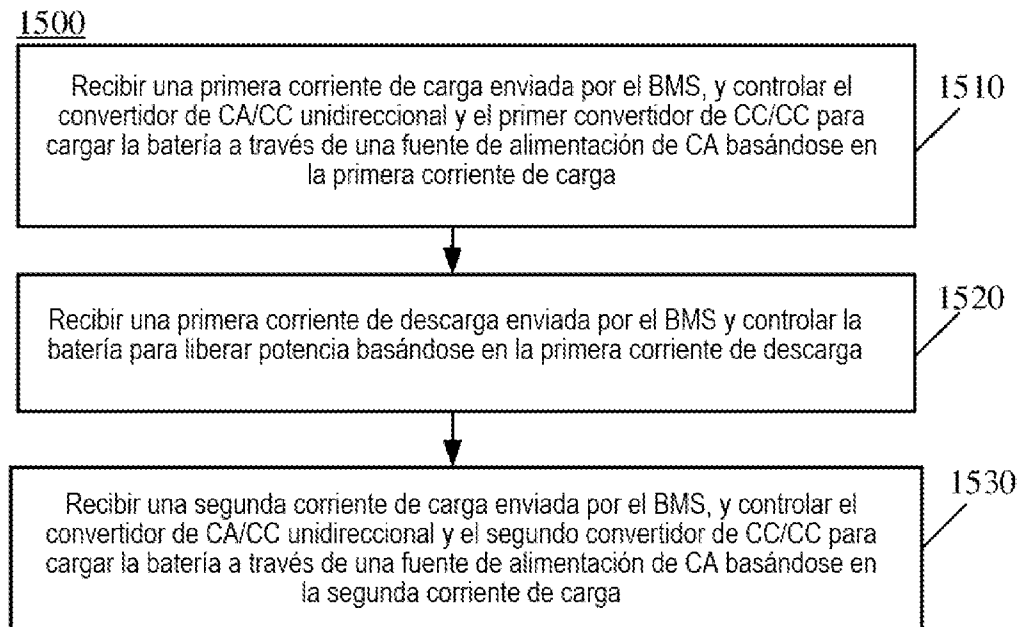 1500
Recibir una primera corriente de carga enviada por el BMS, y controlar el
convertidor de CA/CC unidireccional y el primer convertidor de CC/CC para
cargar la batería a través de una fuente de alimentación de CA basándose en
la primera corriente de carga
1510
Recibir una primera corriente de descarga enviada por el BMS y controlar la
batería para liberar potencia basándose en la primera corriente de descarga
1520
Recibir una segunda corriente de carga enviada por el BMS, y controlar el
convertidor de CA/CC unidireccional y el segundo convertidor de CC/CC para
cargar la batería a través de una fuente de alimentación de CA basándose en
la segunda corriente de carga
1530